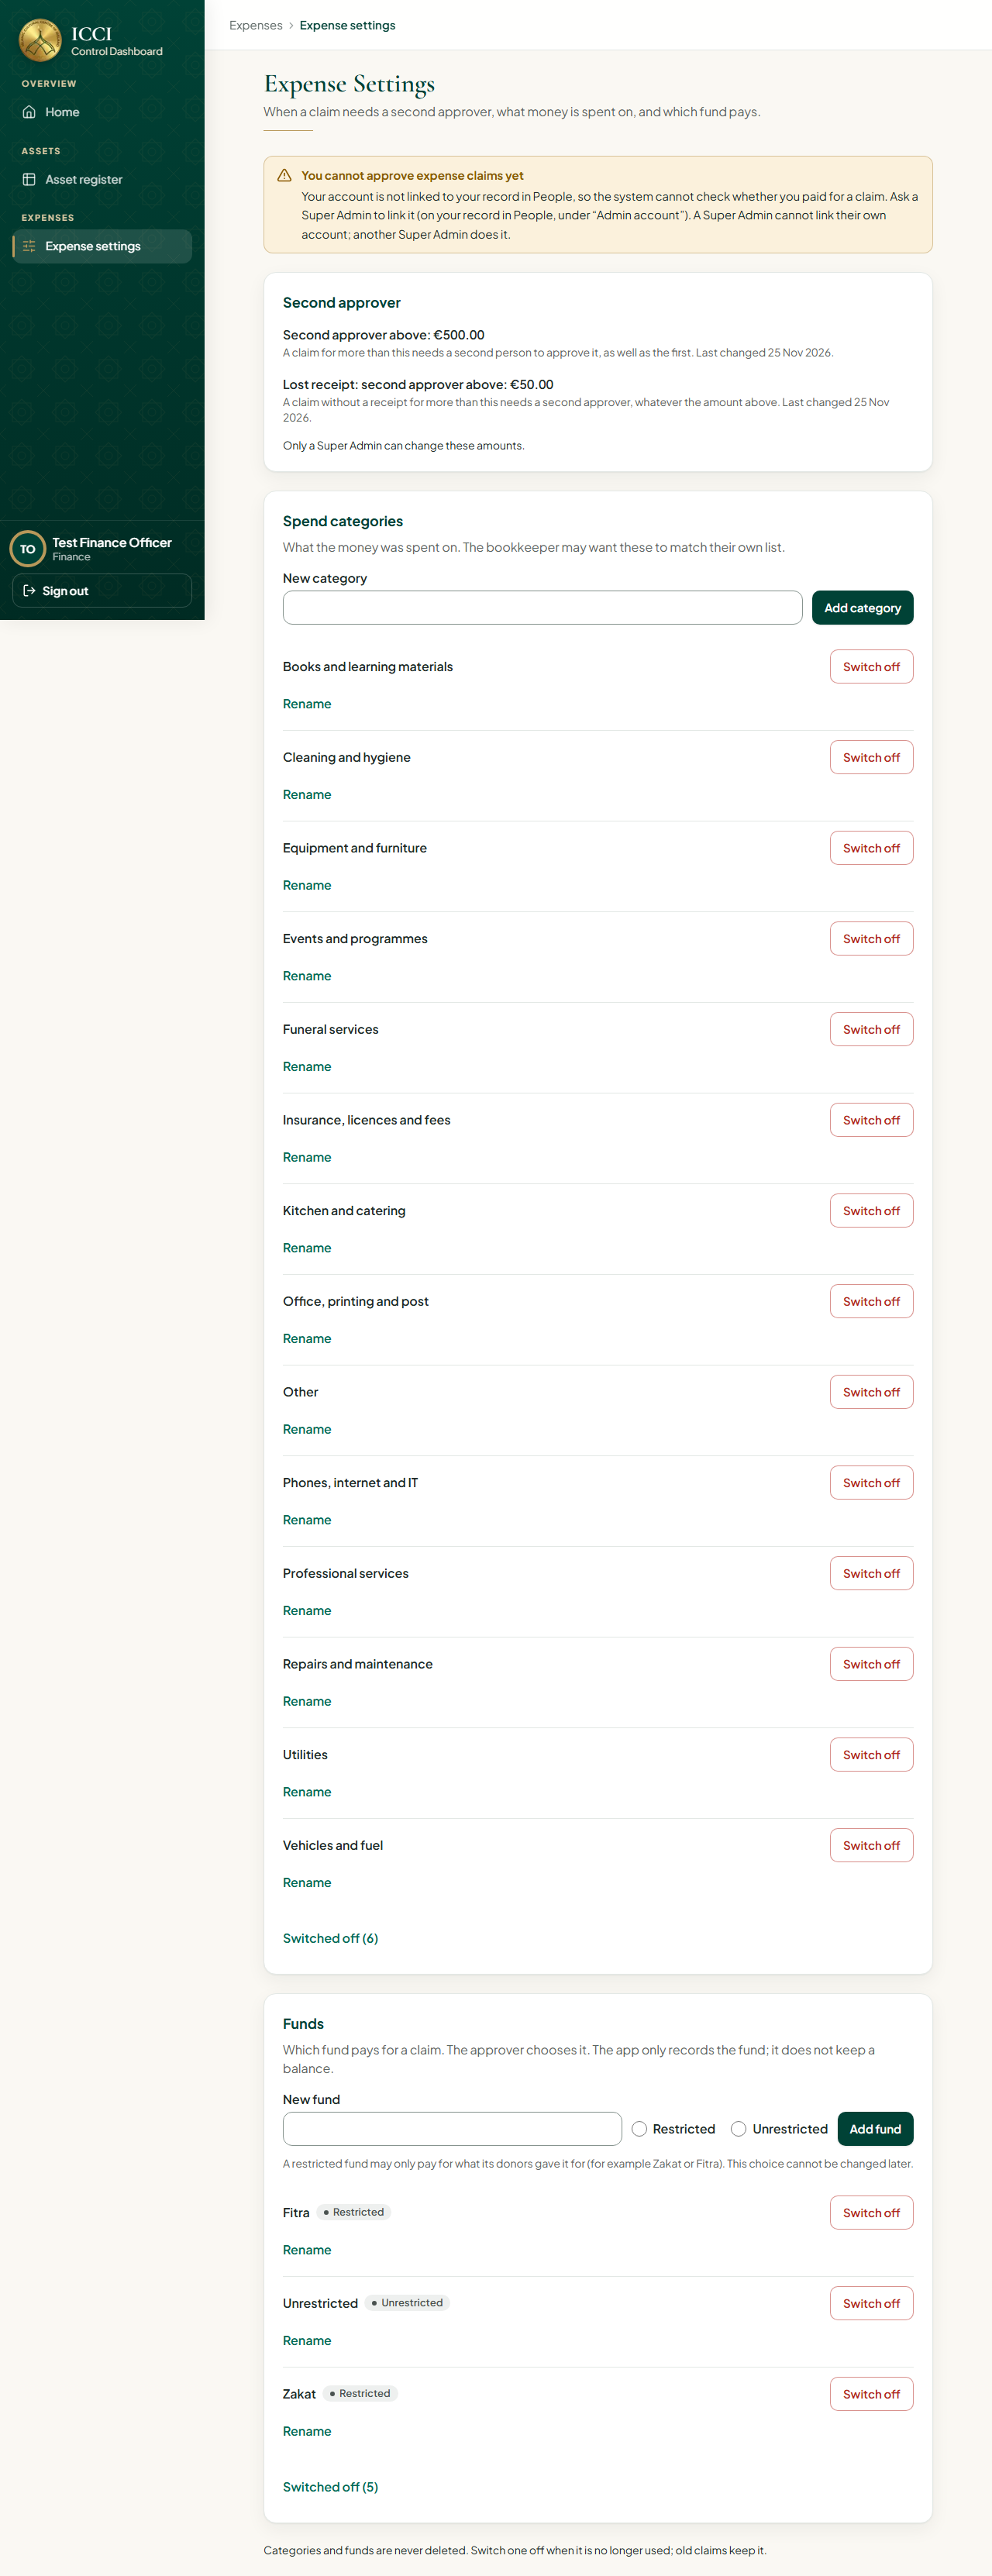 ICCI
Control Dashboard
OVERVIEW
Home
ASSETS
Asset register
EXPENSES
Expense settings
TO
Test Finance Officer
Finance
Sign out
Expenses > Expense settings
Expense Settings
When a claim needs a second approver, what money is spent on, and which fund pays.
You cannot approve expense claims yet
Your account is not linked to your record in People, so the system cannot check whether you paid for a claim. Ask a
Super Admin to link it (on your record in People, under “Admin account”). A Super Admin cannot link their own
account; another Super Admin does it.
Second approver
Second approver above: €500.00
A claim for more than this needs a second person to approve it, as well as the first. Last changed 25 Nov 2026.
Lost receipt: second approver above: €50.00
A claim without a receipt for more than this needs a second approver, whatever the amount above. Last changed 25 Nov
2026.
Only a Super Admin can change these amounts.
Spend categories
What the money was spent on. The bookkeeper may want these to match their own list.
New category
Add category
Books and learning materials
Switch off
Rename
Cleaning and hygiene
Switch off
Rename
Equipment and furniture
Switch off
Rename
Events and programmes
Switch off
Rename
Funeral services
Switch off
Rename
Insurance, licences and fees
Switch off
Rename
Kitchen and catering
Switch off
Rename
Office, printing and post
Switch off
Rename
Other
Switch off
Rename
Phones, internet and IT
Switch off
Rename
Professional services
Switch off
Rename
Repairs and maintenance
Switch off
Rename
Utilities
Switch off
Rename
Vehicles and fuel
Switch off
Rename
Switched off (6)
Funds
Which fund pays for a claim. The approver chooses it. The app only records the fund; it does not keep a
balance.
New fund
Restricted
Unrestricted
Add fund
A restricted fund may only pay for what its donors gave it for (for example Zakat or Fitra). This choice cannot be changed later.
Fitra
Restricted
Switch off
Rename
Unrestricted
Unrestricted
Switch off
Rename
Zakat
Restricted
Switch off
Rename
Switched off (5)
Categories and funds are never deleted. Switch one off when it is no longer used; old claims keep it.